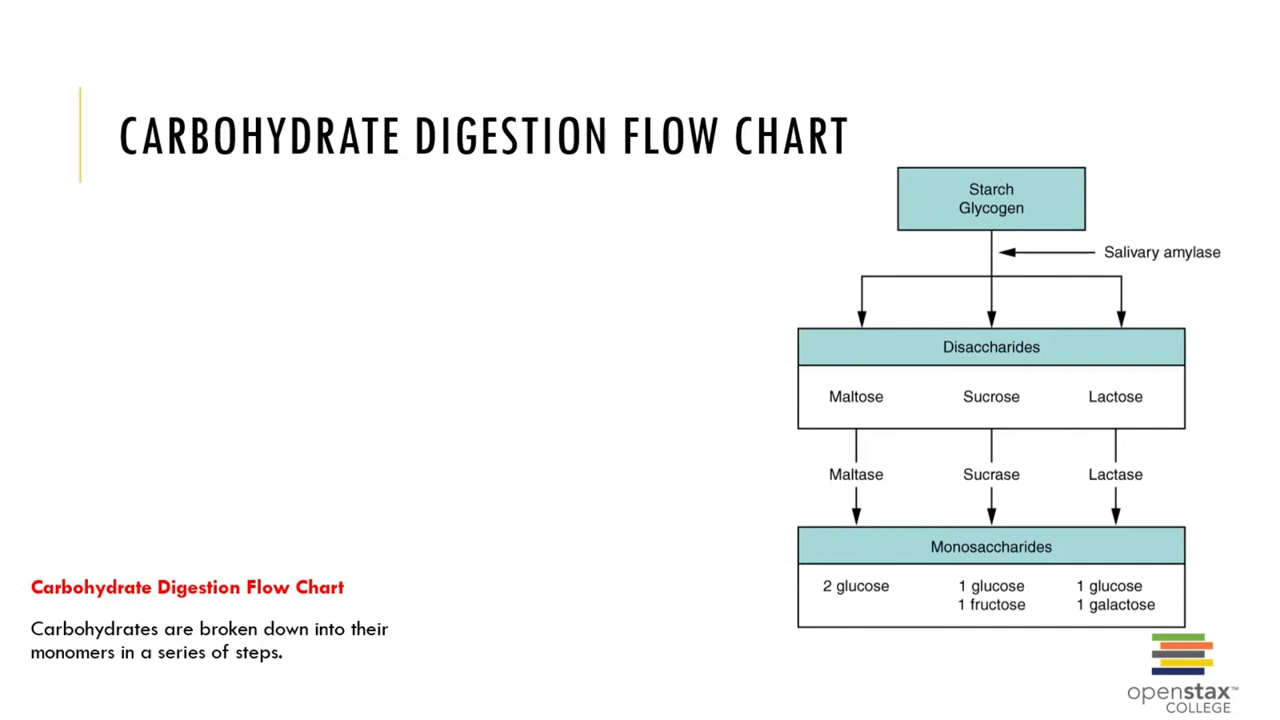 CARBOHYDRATE DIGESTION FLOW CHART
Starch
Glycogen
Salivary amylase
Disaccharides
Maltose Sucrose Lactose
Maltase Sucrase Lactase
Monosaccharides
2 glucose 1 glucose 1 glucose
1 fructose 1 galactose
Carbohydrate Digestion Flow Chart
Carbohydrates are broken down into their
monomers in a series of steps.
openstax™
COLLEGE